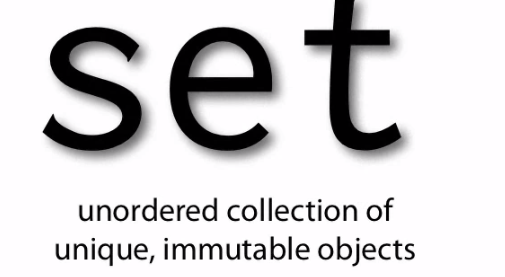 set
unordered collection of
unique, immutable objects